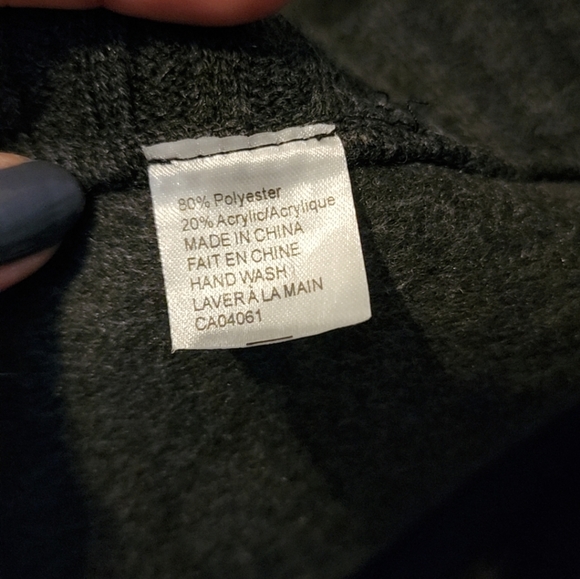 80% Polyester
20% Acrylic/Acrylique
MADE IN CHINA
FAIT EN CHINE
HAND WASH
LAVER À LA MAIN
CA04061